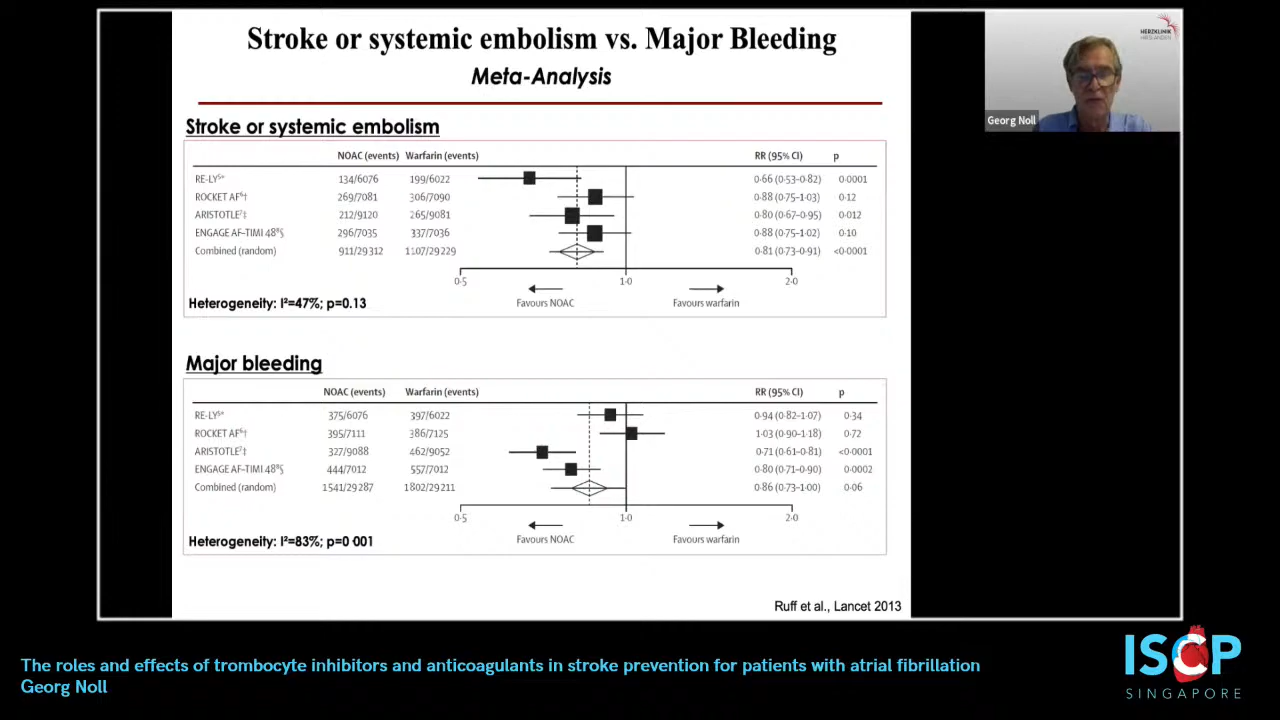 Stroke or systemic embolism vs. Major Bleeding
Meta-Analysis
HERZKLINIK
HIRSLANDEN
Georg Noll
Stroke or systemic embolism
NOAC (events) Warfarin (events) RR (95% CI) p
RE-LY⁵* 134/6076 199/6022 0·66 (0·53–0·82) 0·0001
ROCKET AF⁶† 269/7081 306/7090 0·88 (0·75–1·03) 0·12
ARISTOTLE⁷‡ 212/9120 265/9081 0·80 (0·67–0·95) 0·012
ENGAGE AF-TIMI 48⁸§ 296/7035 337/7036 0·88 (0·75–1·02) 0·10
Combined (random) 911/29312 1107/29229 0·81 (0·73–0·91) <0·0001
0·5 1·0 2·0
Favours NOAC Favours warfarin
Heterogeneity: I²=47%; p=0.13
Major bleeding
NOAC (events) Warfarin (events) RR (95% CI) p
RE-LY⁵* 375/6076 397/6022 0·94 (0·82–1·07) 0·34
ROCKET AF⁶† 395/7111 386/7125 1·03 (0·90–1·18) 0·72
ARISTOTLE⁷‡ 327/9088 462/9052 0·71 (0·61–0·81) <0·0001
ENGAGE AF-TIMI 48⁸§ 444/7012 557/7012 0·80 (0·71–0·90) 0·0002
Combined (random) 1541/29287 1802/29211 0·86 (0·73–1·00) 0·06
0·5 1·0 2·0
Favours NOAC Favours warfarin
Heterogeneity: I²=83%; p=0·001
Ruff et al., Lancet 2013
The roles and effects of trombocyte inhibitors and anticoagulants in stroke prevention for patients with atrial fibrillation
Georg Noll
ISCP
SINGAPORE